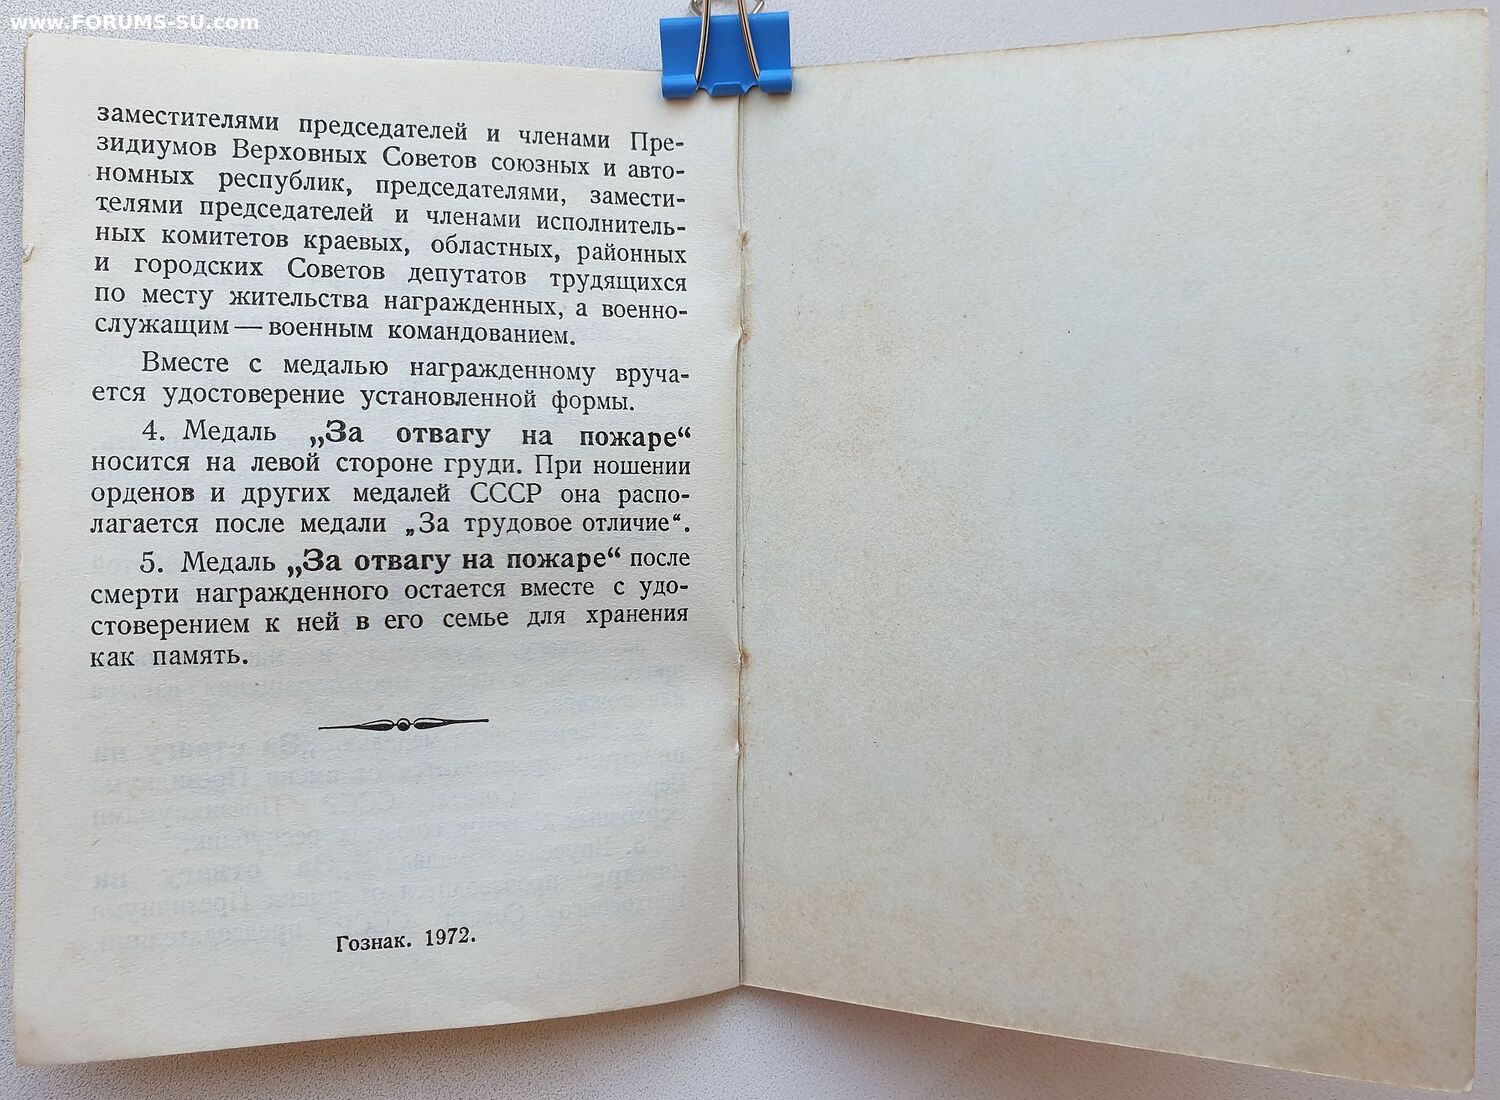 www.FORUMS-SU.com
заместителями председателей и членами Пре-
зидиумов Верховных Советов союзных и авто-
номных республик, председателями, замести-
телями председателей и членами исполнитель-
ных комитетов краевых, областных, районных
и городских Советов депутатов трудящихся
по месту жительства награжденных, а военно-
служащим — военным командованием.
Вместе с медалью награжденному вруча-
ется удостоверение установленной формы.
4. Медаль „За отвагу на пожаре“
носится на левой стороне груди. При ношении
орденов и других медалей СССР она распо-
лагается после медали „За трудовое отличие“.
5. Медаль „За отвагу на пожаре“ после
смерти награжденного остается вместе с удо-
стоверением к ней в его семье для хранения
как память.
Гознак. 1972.